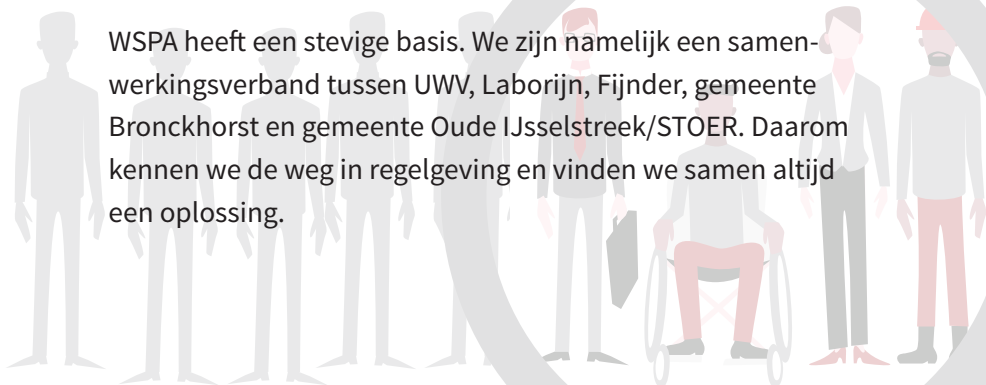 WSPA heeft een stevige basis. We zijn namelijk een samen-
werkingsverband tussen UWV, Laborijn, Fijnder, gemeente
Bronckhorst en gemeente Oude IJsselstreek/STOER. Daarom
kennen we de weg in regelgeving en vinden we samen altijd
een oplossing.